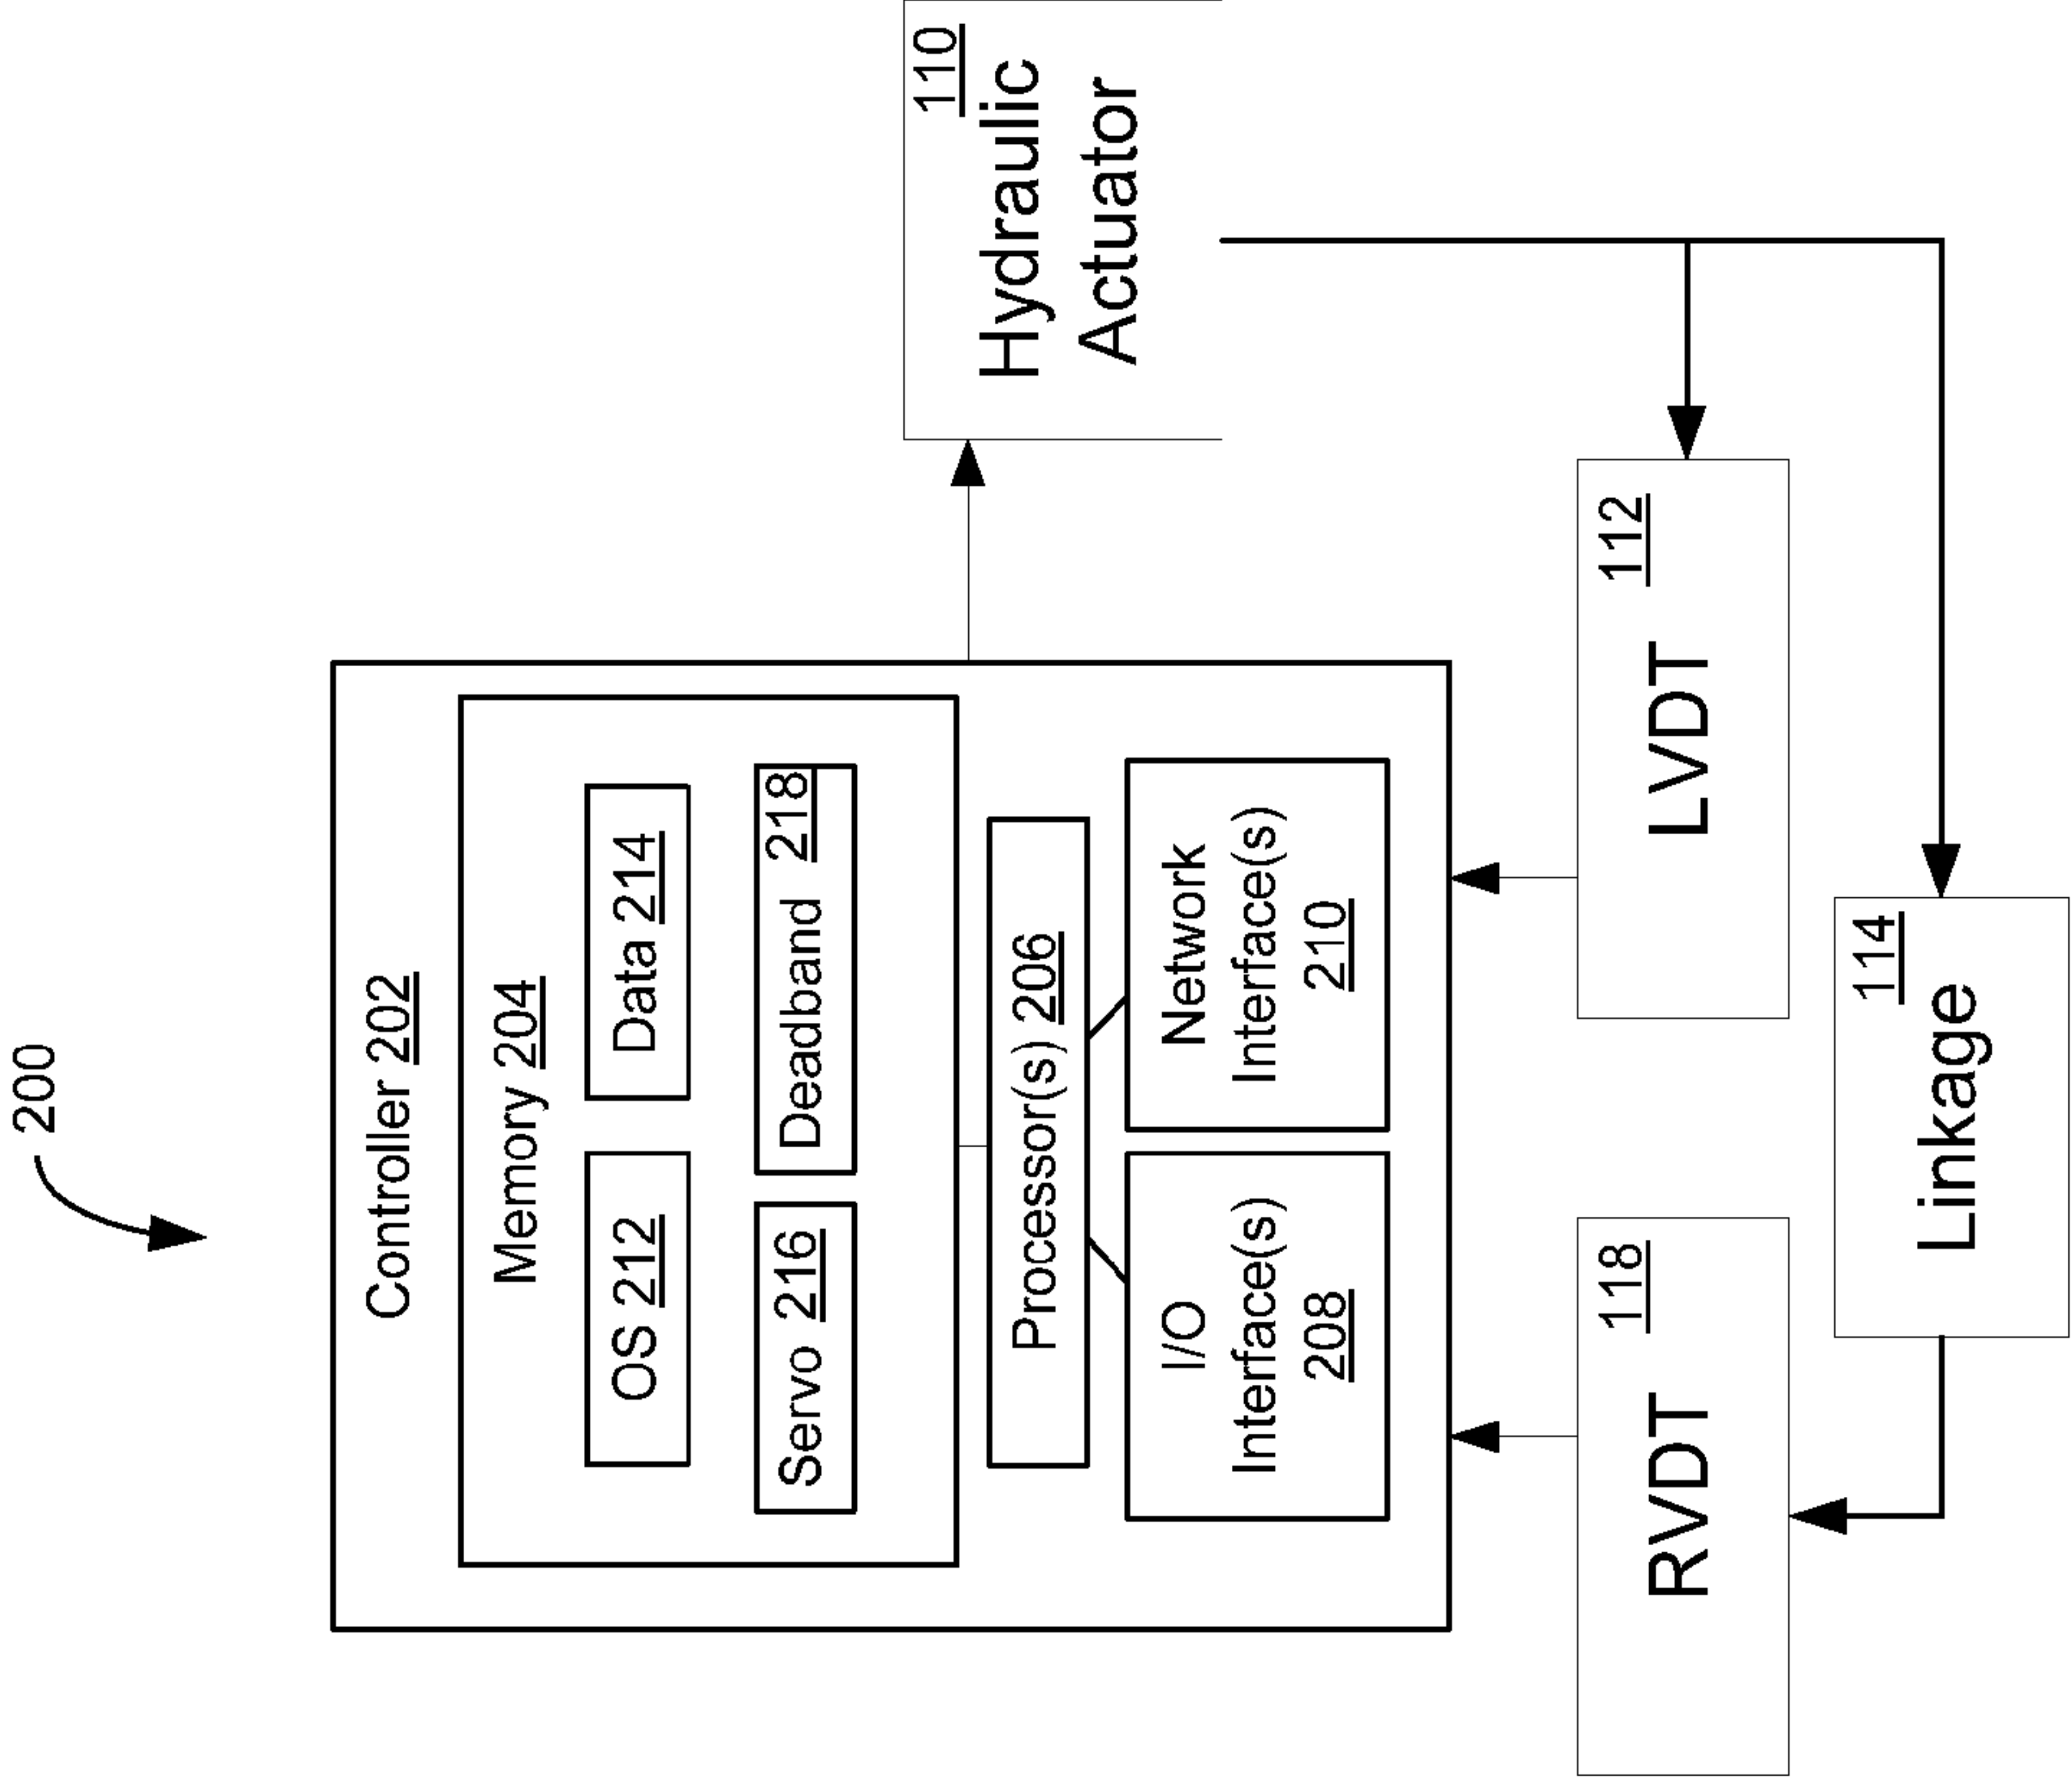 200
Controller 202
Memory 204
OS 212
Data 214
Servo 216
Deadband 218
Processor(s) 206
I/O
Interface(s)
208
Network
Interface(s)
210
110
Hydraulic
Actuator
118
RVDT
112
LVDT
114
Linkage